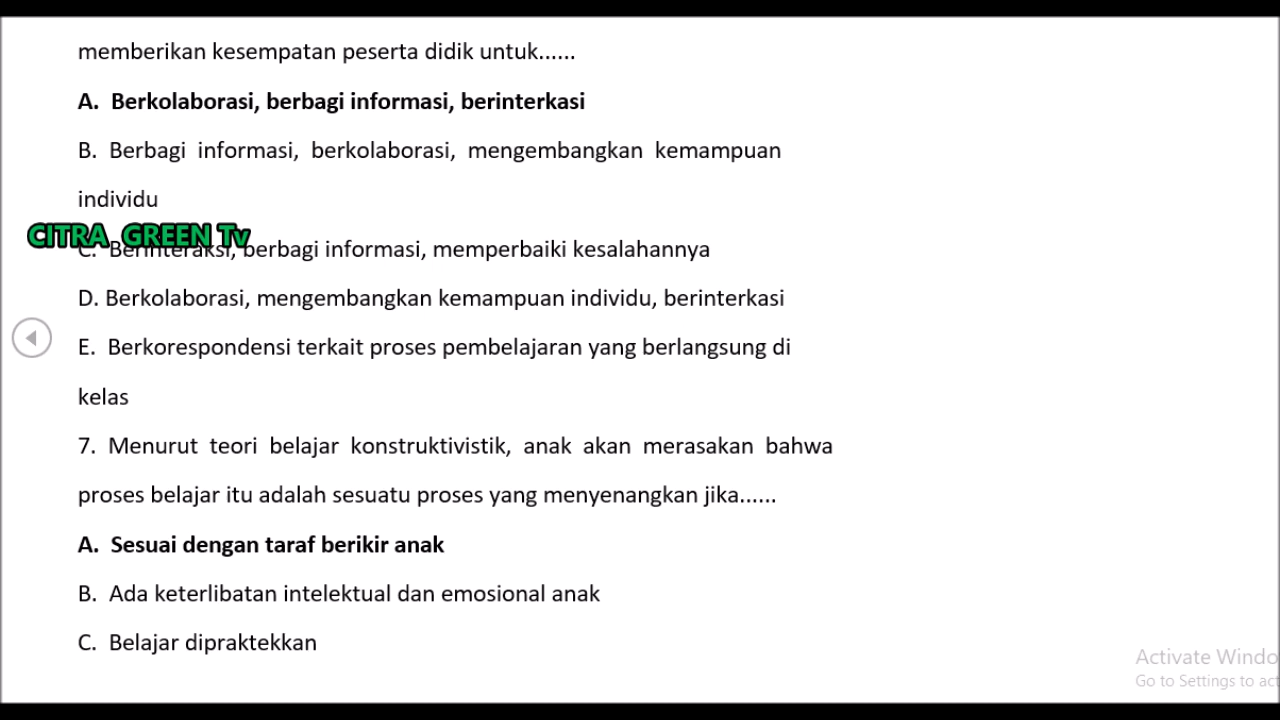 memberikan kesempatan peserta didik untuk......
A. Berkolaborasi, berbagi informasi, berinterkasi
B. Berbagi informasi, berkolaborasi, mengembangkan kemampuan
individu
CITRA GREEN Tv
C. Berinteraksi, berbagi informasi, memperbaiki kesalahannya
D. Berkolaborasi, mengembangkan kemampuan individu, berinterkasi
E. Berkorespondensi terkait proses pembelajaran yang berlangsung di
kelas
7. Menurut teori belajar konstruktivistik, anak akan merasakan bahwa
proses belajar itu adalah sesuatu proses yang menyenangkan jika......
A. Sesuai dengan taraf berikir anak
B. Ada keterlibatan intelektual dan emosional anak
C. Belajar dipraktekkan
Activate Windo
Go to Settings to act